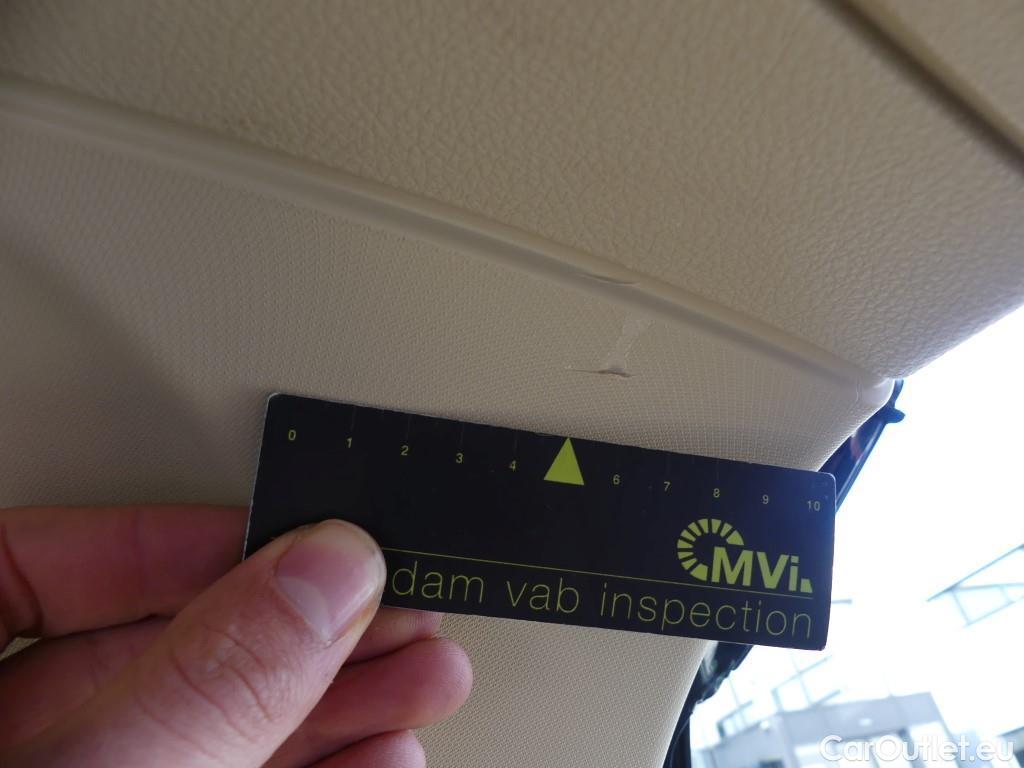 0 1 2 3 4 6 7 8 9 10
MVi
dam vab inspection
CarOutlet.eu